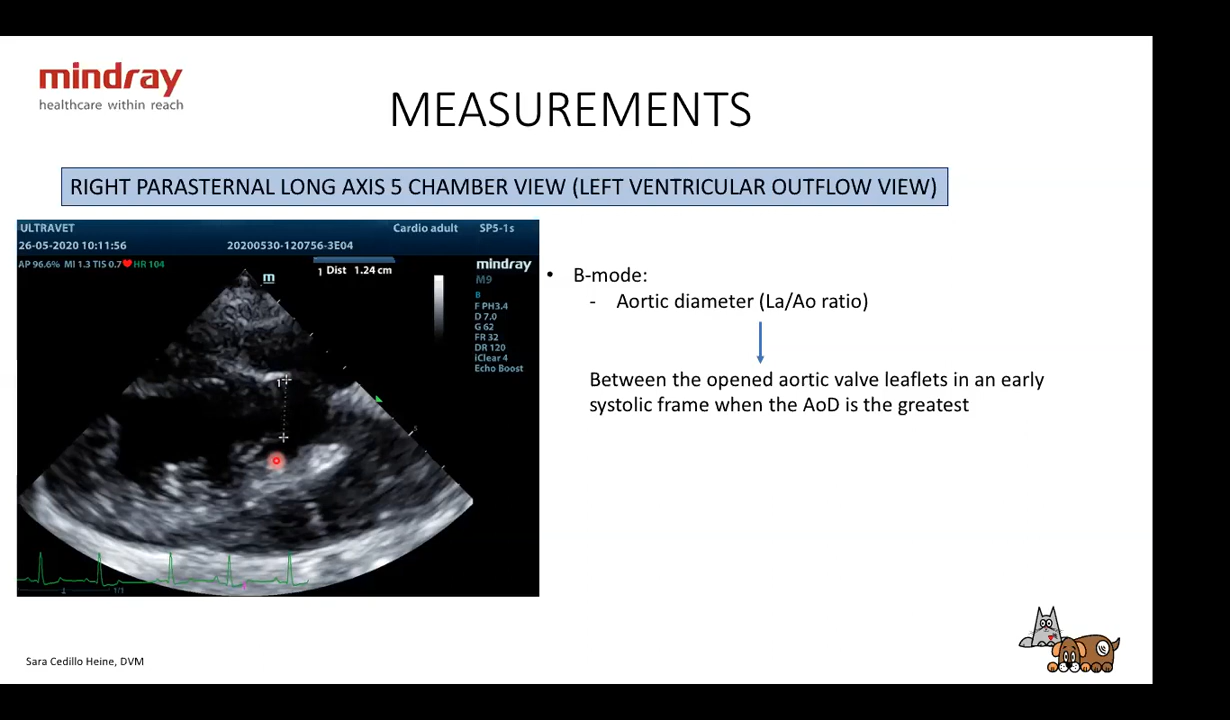 mindray
healthcare within reach
MEASUREMENTS
RIGHT PARASTERNAL LONG AXIS 5 CHAMBER VIEW (LEFT VENTRICULAR OUTFLOW VIEW)
ULTRAVET Cardio adult SP5-1s
26-05-2020 10:11:56 20200530-120756-3E04
AP 96.6% MI 1.3 TIS 0.7 HR 104
1 Dist 1.24 cm
m
mindray
M9
B
F PH3.4
D 7.0
G 62
FR 32
DR 120
iClear 4
Echo Boost
1
5
1/1
• B-mode:
- Aortic diameter (La/Ao ratio)
Between the opened aortic valve leaflets in an early
systolic frame when the AoD is the greatest
Sara Cedillo Heine, DVM